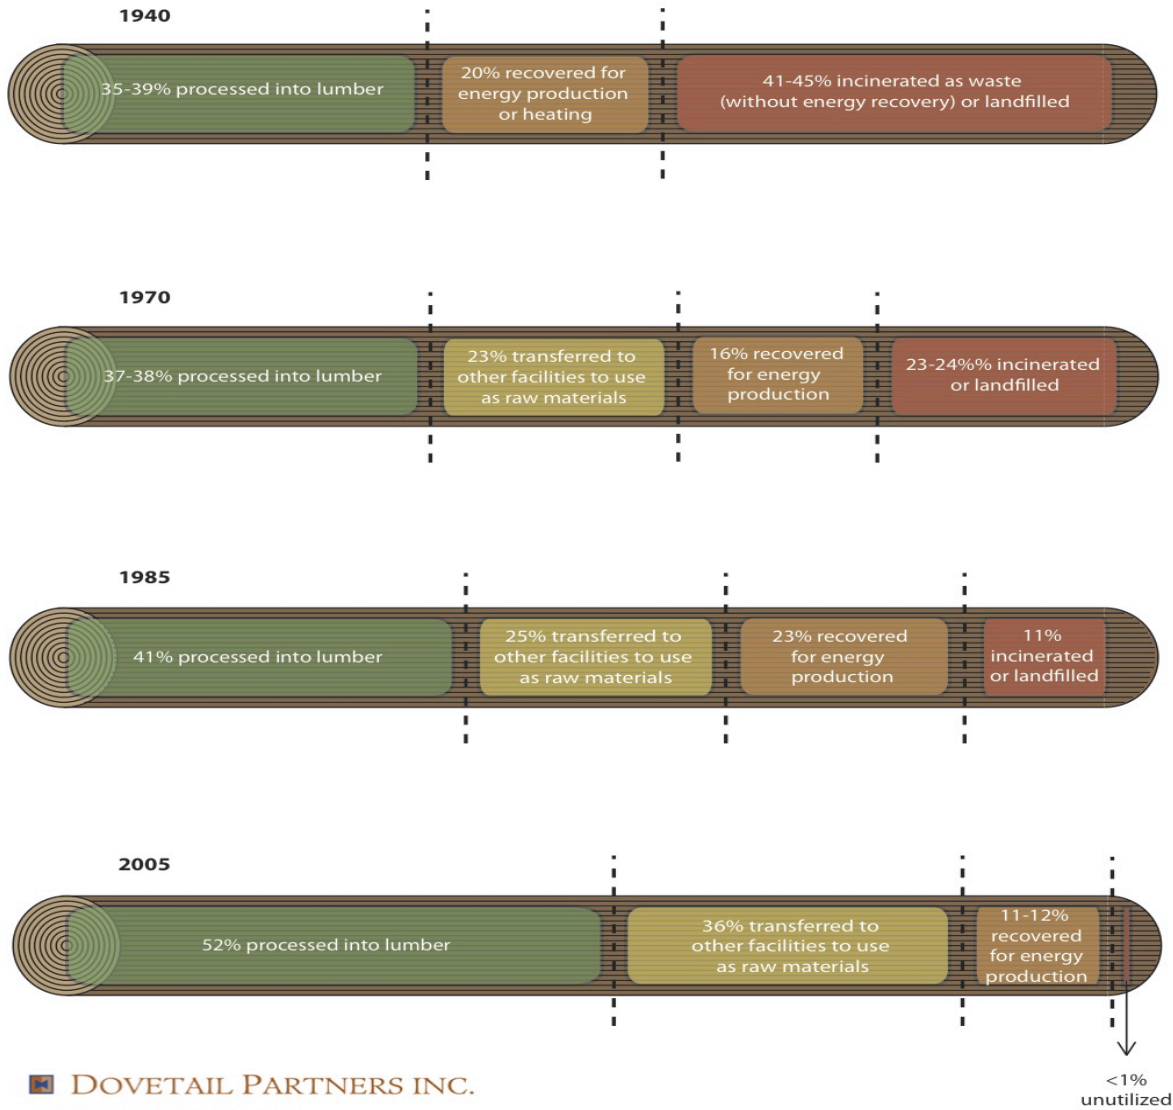 1940
35-39% processed into lumber
20% recovered for
energy production
or heating
41-45% incinerated as waste
(without energy recovery) or landfilled
1970
37-38% processed into lumber
23% transferred to
other facilities to use
as raw materials
16% recovered
for energy
production
23-24%% incinerated
or landfilled
1985
41% processed into lumber
25% transferred to
other facilities to use
as raw materials
23% recovered
for energy
production
11%
incinerated
or landfilled
2005
52% processed into lumber
36% transferred to
other facilities to use
as raw materials
11-12%
recovered
for energy
production
<1%
unutilized
DOVETAIL PARTNERS INC.